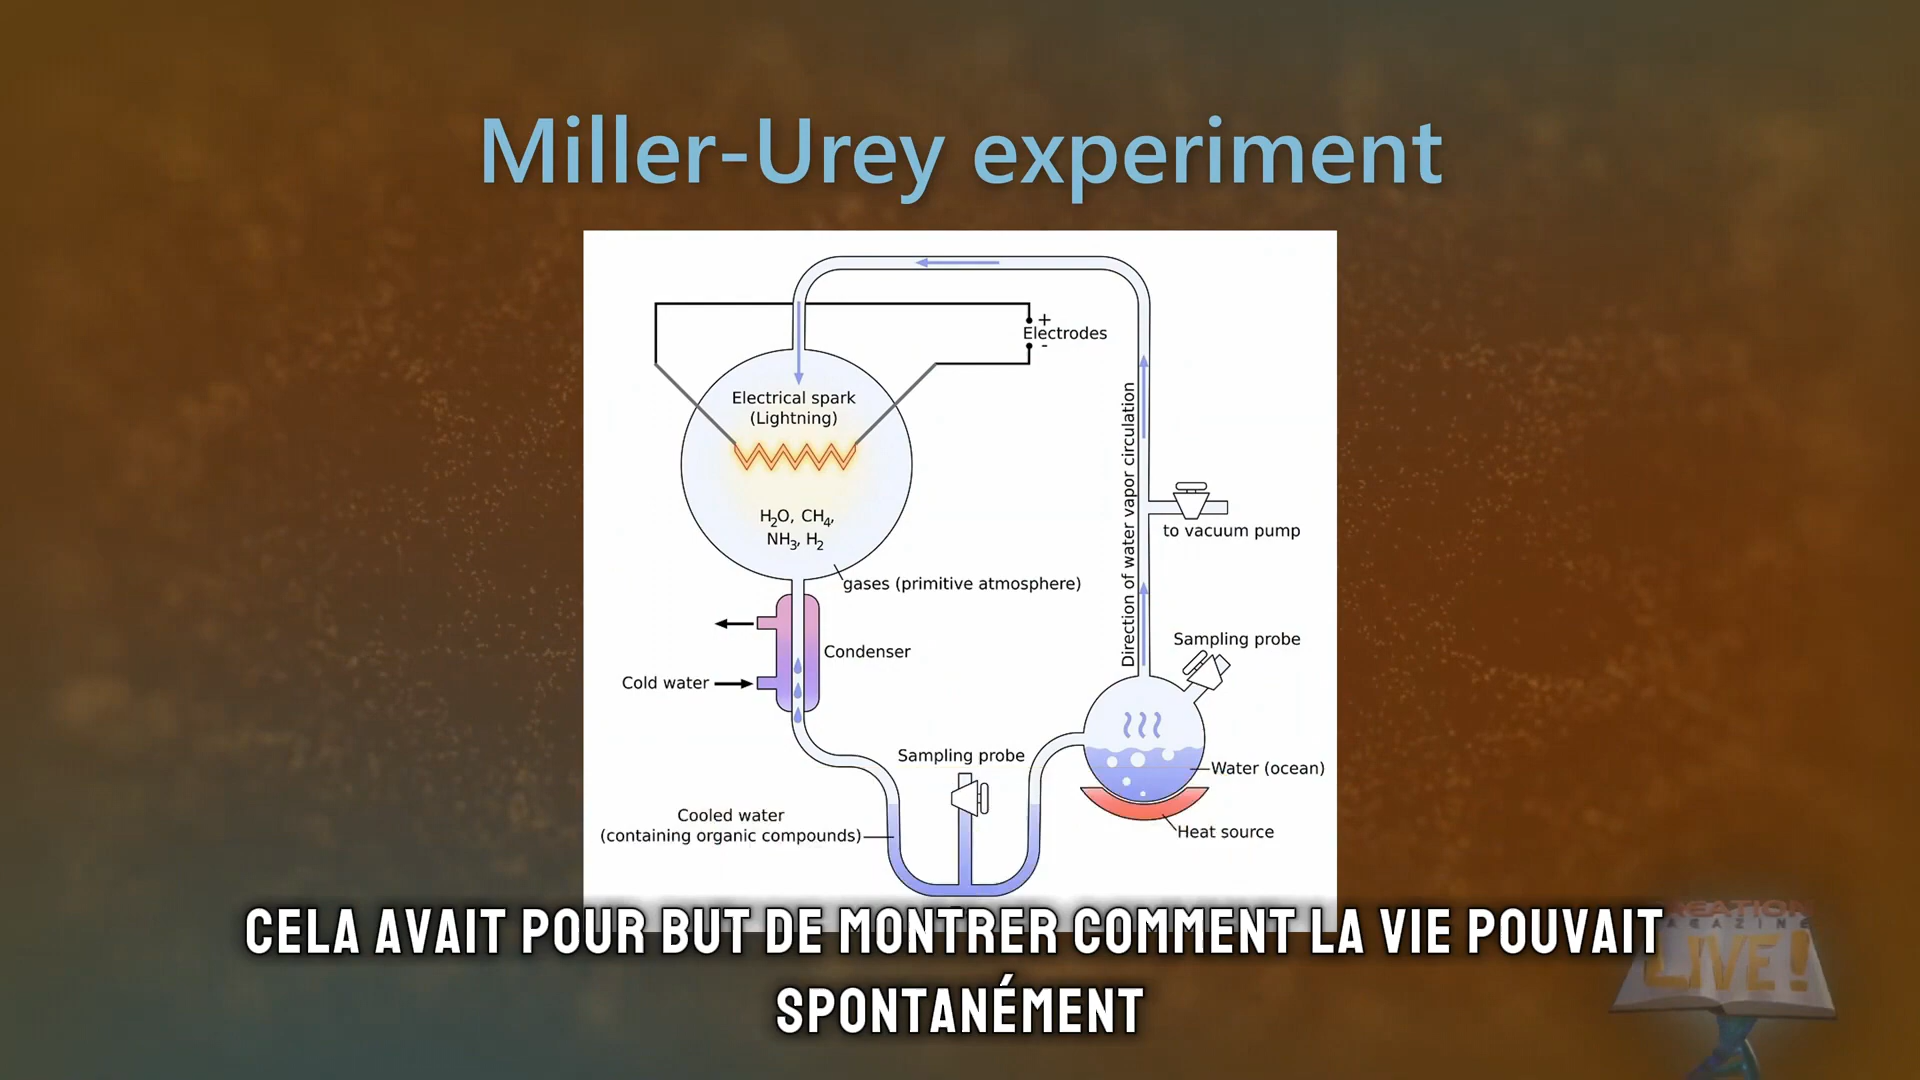 Miller-Urey experiment
+
Electrodes
-
Electrical spark
(Lightning)
H2O, CH4,
NH3, H2
gases (primitive atmosphere)
Direction of water vapor circulation
to vacuum pump
Condenser
Cold water
Sampling probe
Sampling probe
Water (ocean)
Heat source
Cooled water
(containing organic compounds)
CELA AVAIT POUR BUT DE MONTRER COMMENT LA VIE POUVAIT
SPONTANÉMENT
CREATION
MAGAZINE
LIVE!